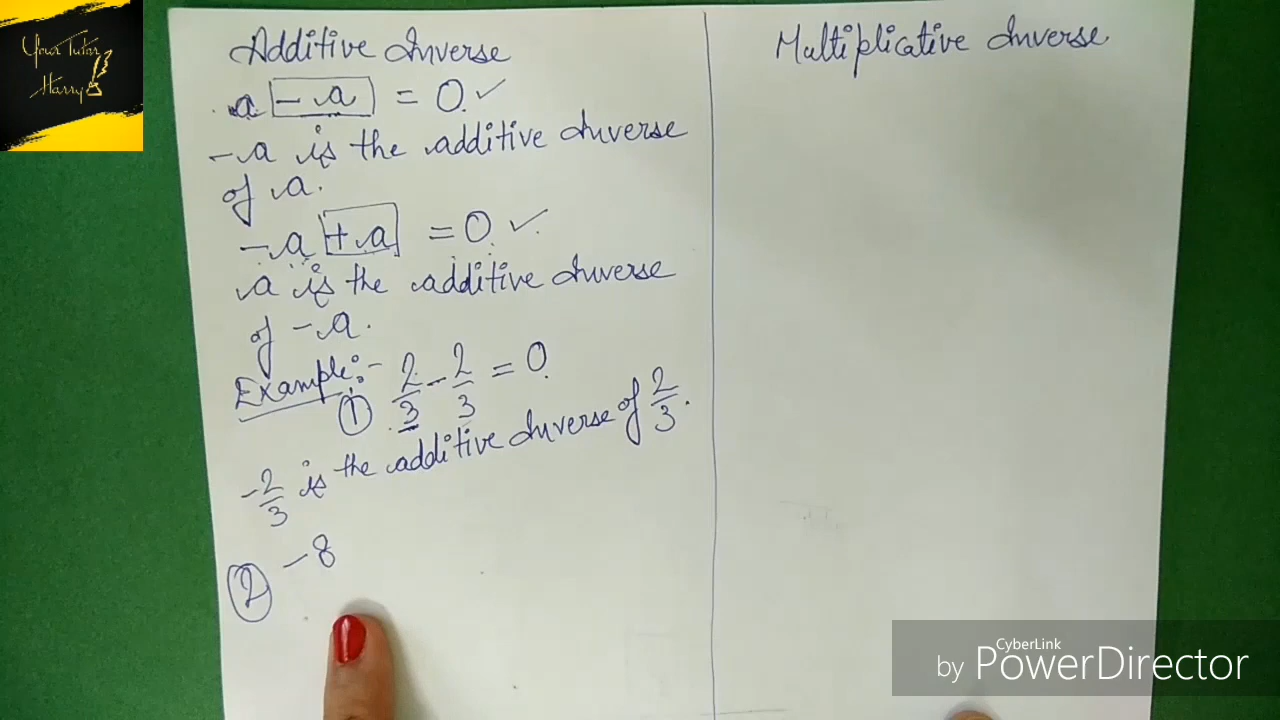 Your Tutor
Harry
Additive Inverse
a - a = 0 ✓
-a is the additive Inverse
of a.
-a + a = 0 ✓
a is the additive Inverse
of -a.
Example:- ① 2/3 - 2/3 = 0
-2/3 is the additive Inverse of 2/3.
② -8
Multiplicative Inverse
CyberLink
by PowerDirector